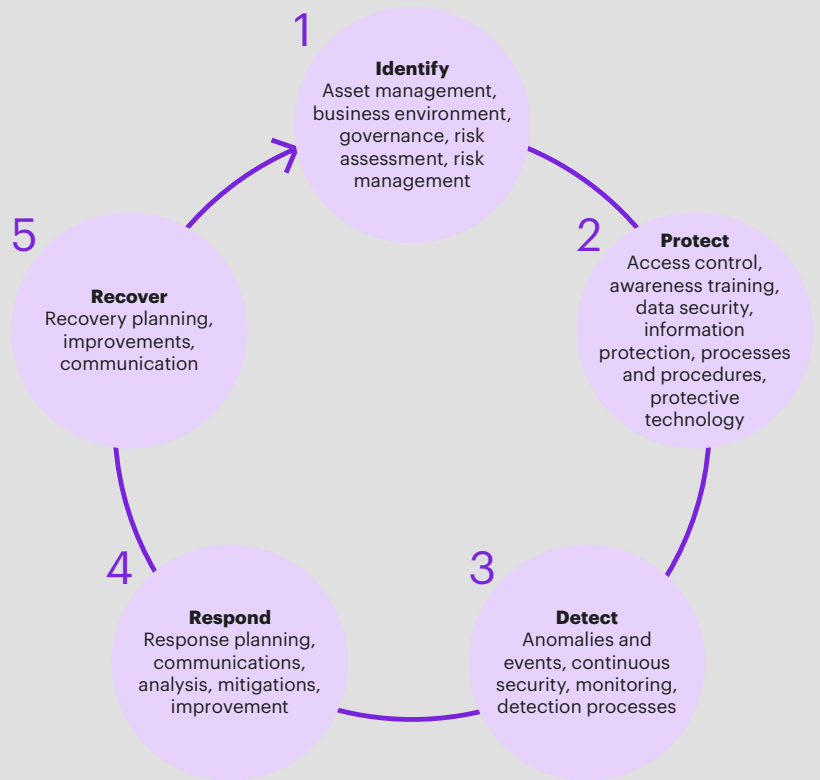 1
Identify
Asset management,
business environment,
governance, risk
assessment, risk
management
2
Protect
Access control,
awareness training,
data security,
information
protection, processes
and procedures,
protective
technology
3
Detect
Anomalies and
events, continuous
security, monitoring,
detection processes
4
Respond
Response planning,
communications,
analysis, mitigations,
improvement
5
Recover
Recovery planning,
improvements,
communication